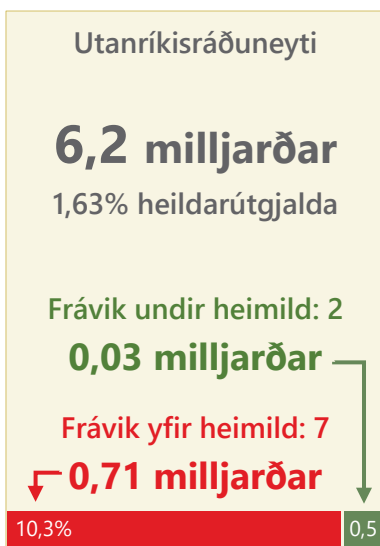 Utanríkisráðuneyti
6,2 milljarðar
1,63% heildarútgjalda
Frávik undir heimild: 2
0,03 milljarðar
Frávik yfir heimild: 7
0,71 milljarðar
10,3% 0,5